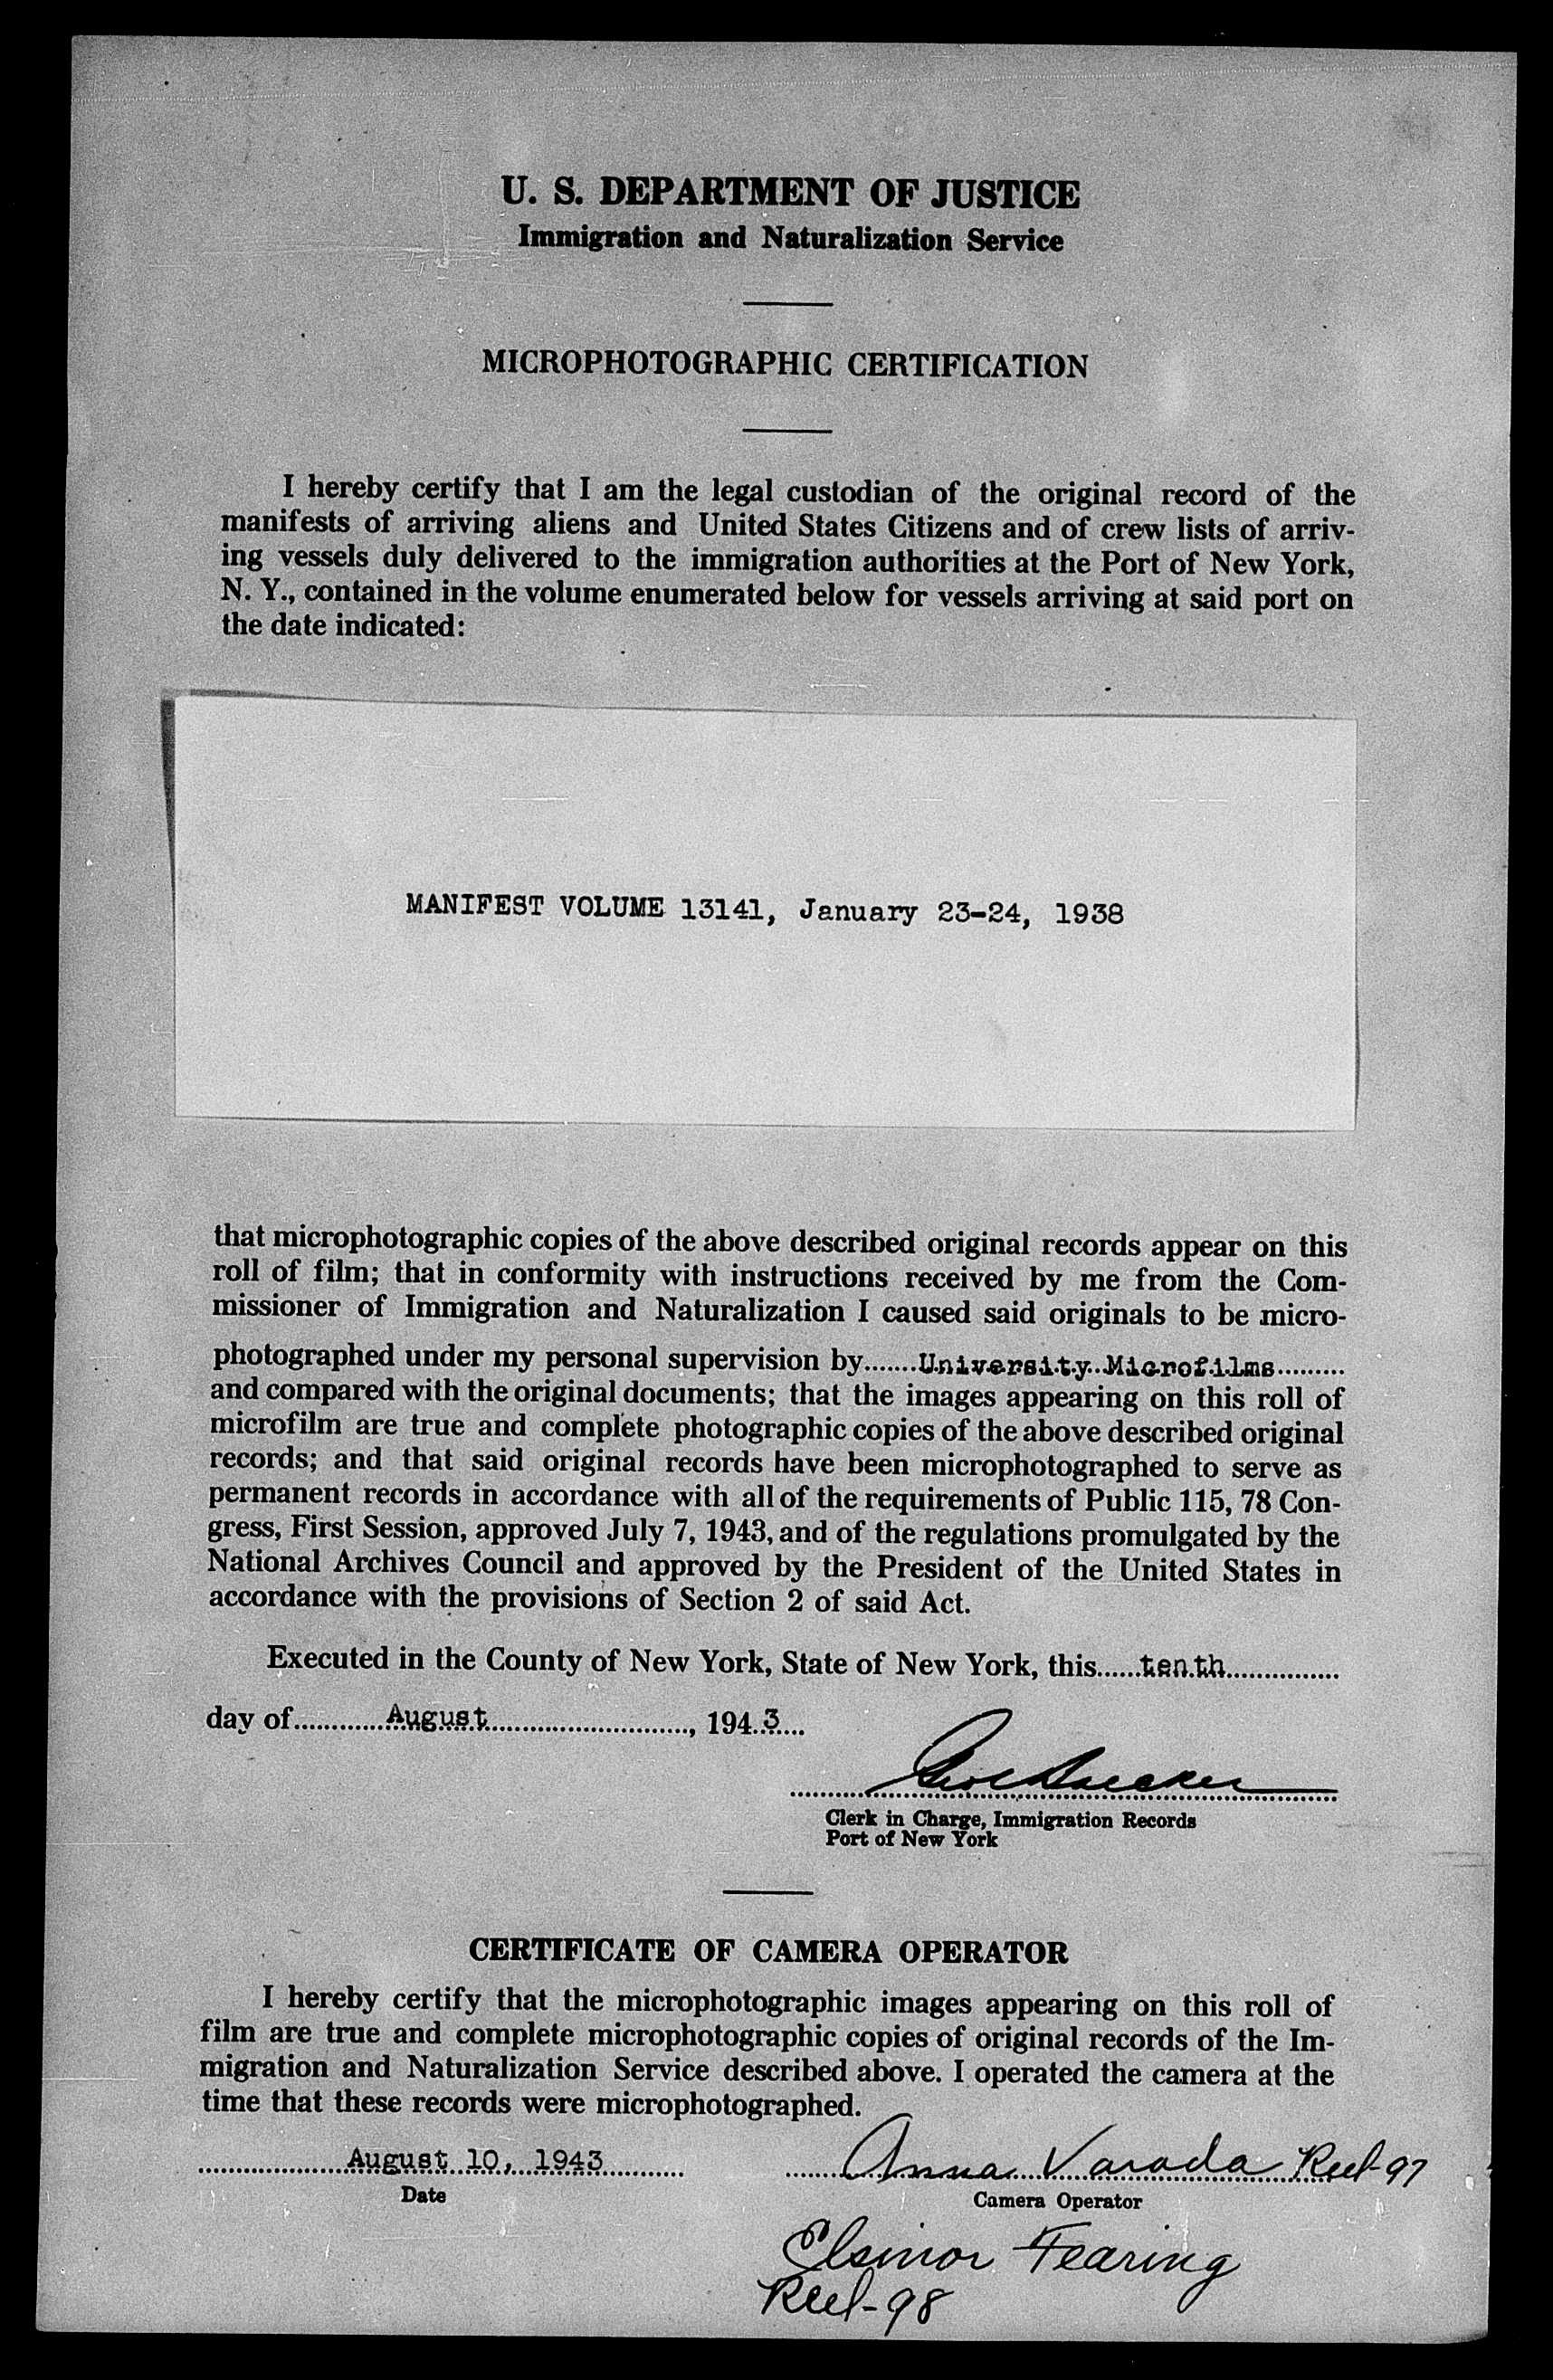 U. S. DEPARTMENT OF JUSTICE
Immigration and Naturalization Service
MICROPHOTOGRAPHIC CERTIFICATION
I hereby certify that I am the legal custodian of the original record of the
manifests of arriving aliens and United States Citizens and of crew lists of arriv-
ing vessels duly delivered to the immigration authorities at the Port of New York,
N. Y., contained in the volume enumerated below for vessels arriving at said port on
the date indicated:
MANIFEST VOLUME 13141, January 23-24, 1938
that microphotographic copies of the above described original records appear on this
roll of film; that in conformity with instructions received by me from the Com-
missioner of Immigration and Naturalization I caused said originals to be micro-
photographed under my personal supervision by.......University Microfilms.........
and compared with the original documents; that the images appearing on this roll of
microfilm are true and complete photographic copies of the above described original
records; and that said original records have been microphotographed to serve as
permanent records in accordance with all of the requirements of Public 115, 78 Con-
gress, First Session, approved July 7, 1943, and of the regulations promulgated by the
National Archives Council and approved by the President of the United States in
accordance with the provisions of Section 2 of said Act.
Executed in the County of New York, State of New York, this......tenth...............
day of............August..........................., 194..3....
Clerk in Charge, Immigration Records
Port of New York
CERTIFICATE OF CAMERA OPERATOR
I hereby certify that the microphotographic images appearing on this roll of
film are true and complete microphotographic copies of original records of the Im-
migration and Naturalization Service described above. I operated the camera at the
time that these records were microphotographed.
August 10, 1943
Anna Varada Reel-97
Date
Camera Operator
Elsinor Fearing
Reel-98